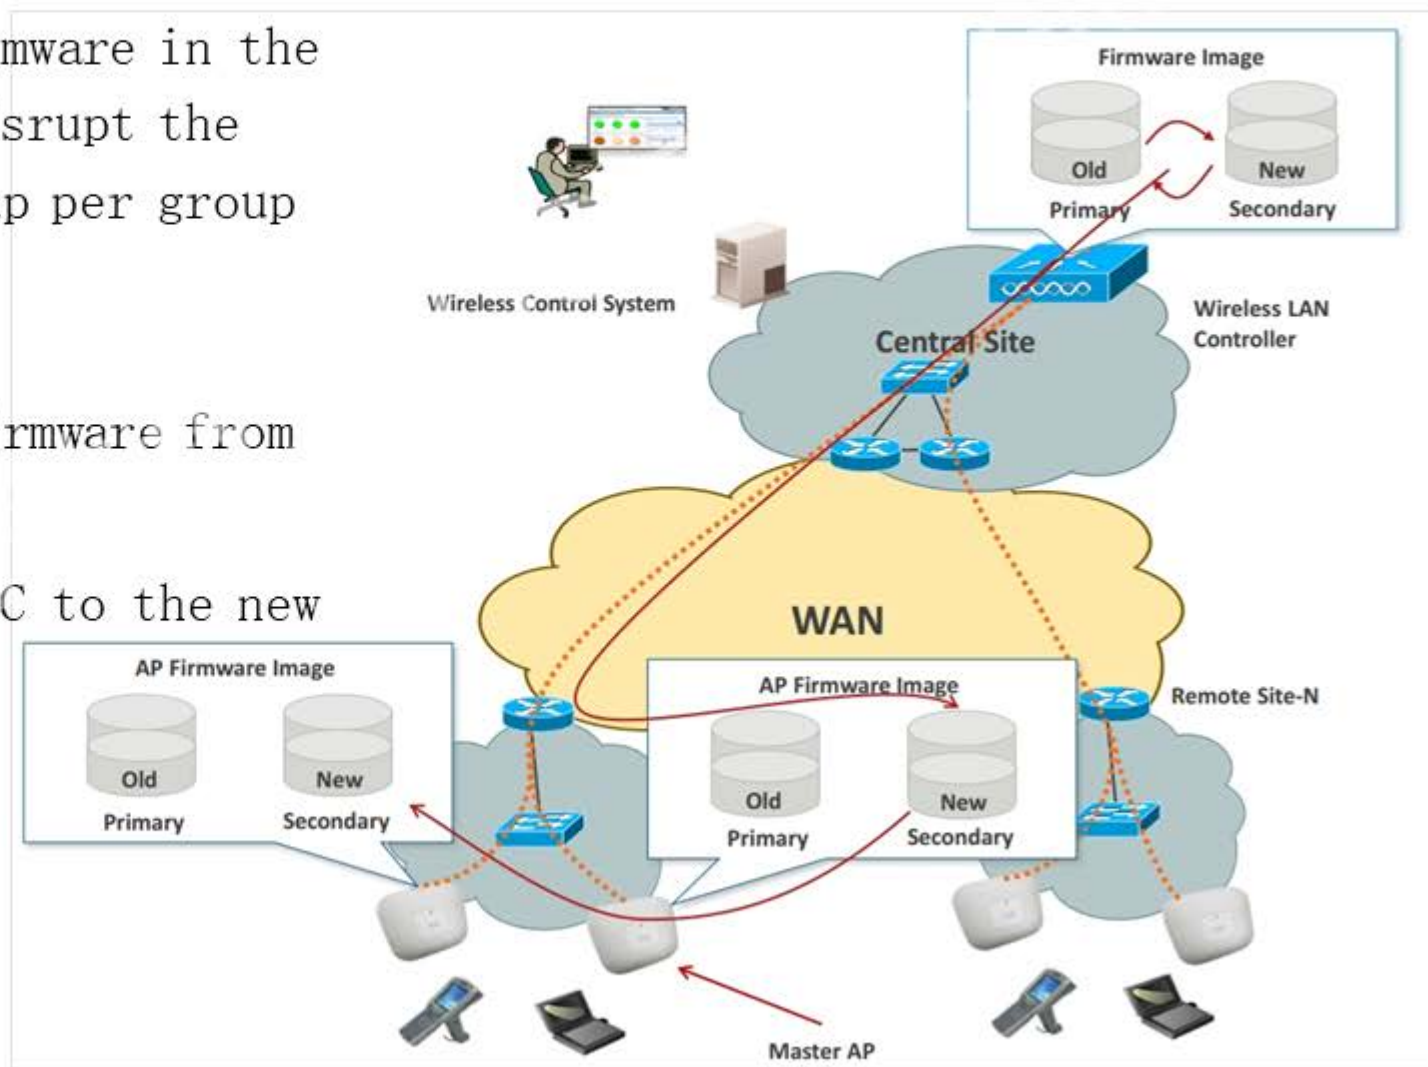 mware in the
srupt the
p per group
rmware from
C to the new
Firmware Image
Old
New
Primary
Secondary
Wireless Control System
Wireless LAN
Controller
Central Site
WAN
AP Firmware Image
Old
New
Primary
Secondary
AP Firmware Image
Old
New
Primary
Secondary
Remote Site-N
Master AP